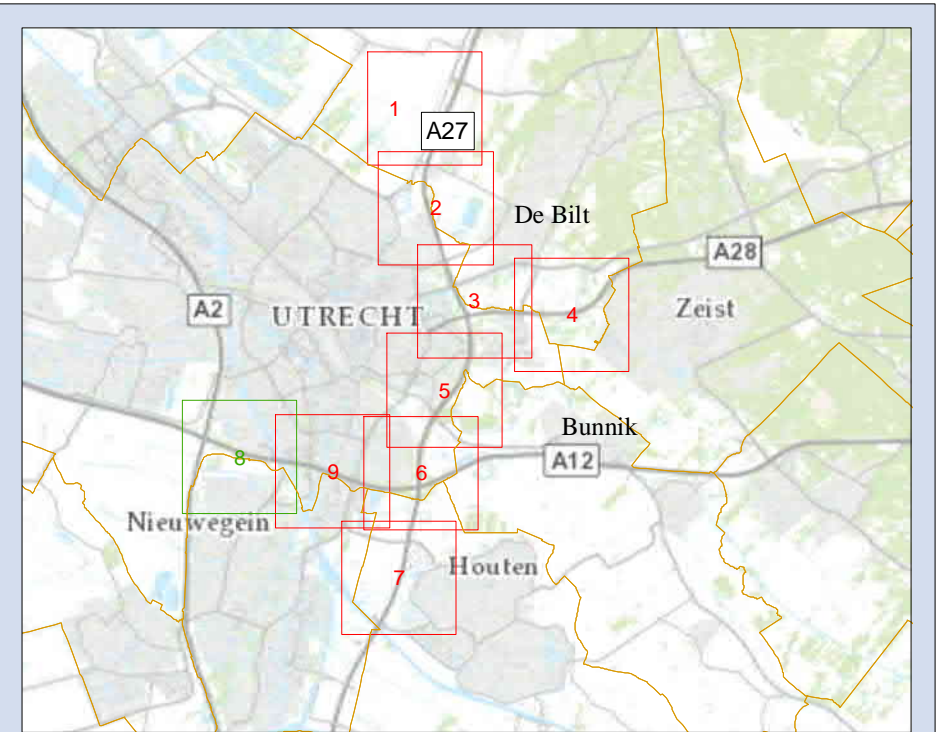 1
A27
2
De Bilt
A28
3
A2
UTRECHT
4
Zeist
5
Bunnik
8
9
6
A12
Nieuwegein
Houten
7